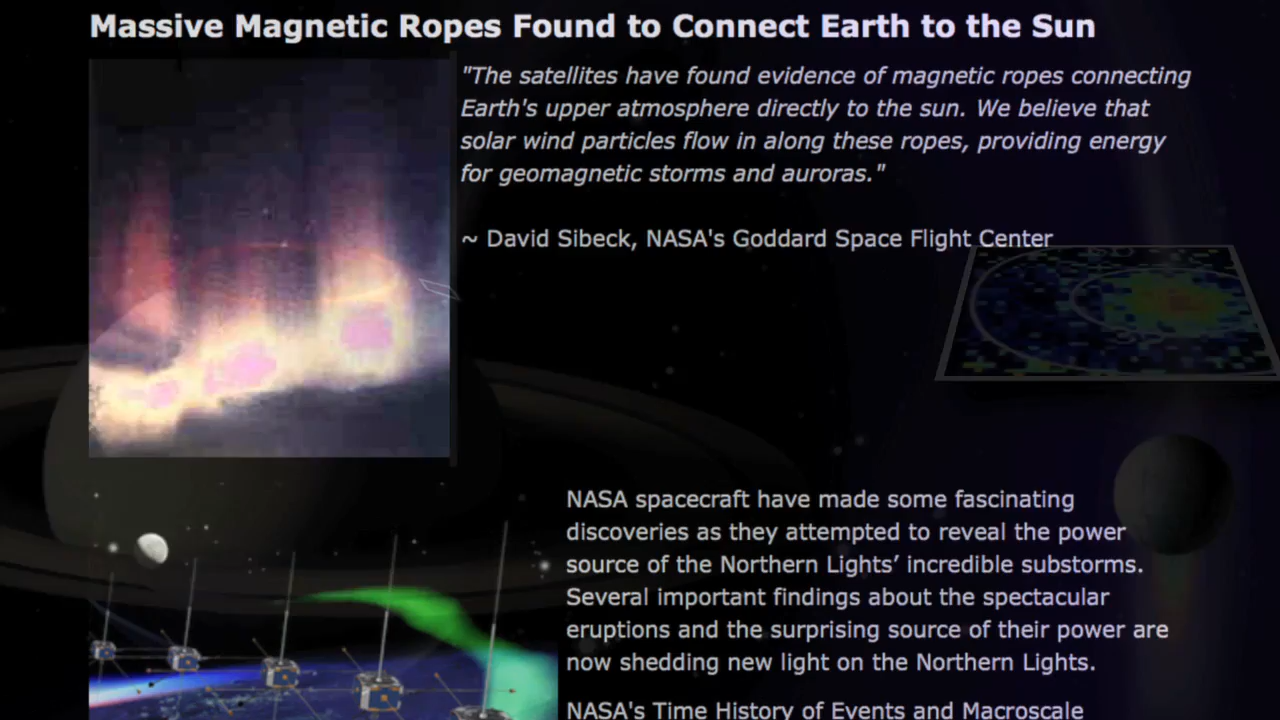 Massive Magnetic Ropes Found to Connect Earth to the Sun
"The satellites have found evidence of magnetic ropes connecting
Earth's upper atmosphere directly to the sun. We believe that
solar wind particles flow in along these ropes, providing energy
for geomagnetic storms and auroras."
~ David Sibeck, NASA's Goddard Space Flight Center
NASA spacecraft have made some fascinating
discoveries as they attempted to reveal the power
source of the Northern Lights’ incredible substorms.
Several important findings about the spectacular
eruptions and the surprising source of their power are
now shedding new light on the Northern Lights.
NASA's Time History of Events and Macroscale